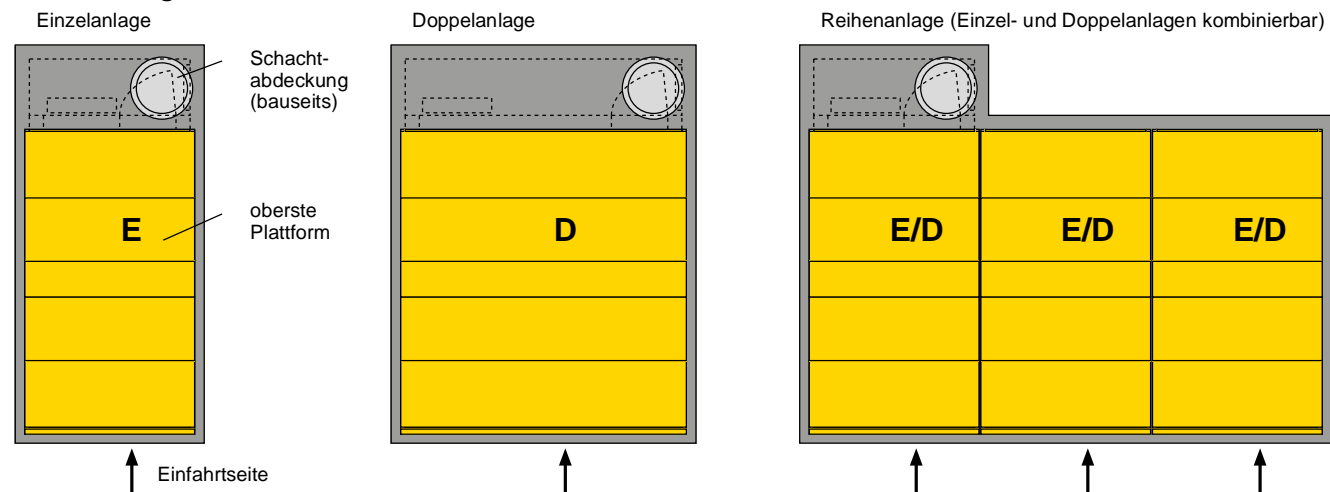 Einzelanlage
Doppelanlage
Reihenanlage (Einzel- und Doppelanlagen kombinierbar)
Schacht-
abdeckung
(bauseits)
oberste
Plattform
E
D
E/D
E/D
E/D
Einfahrtseite